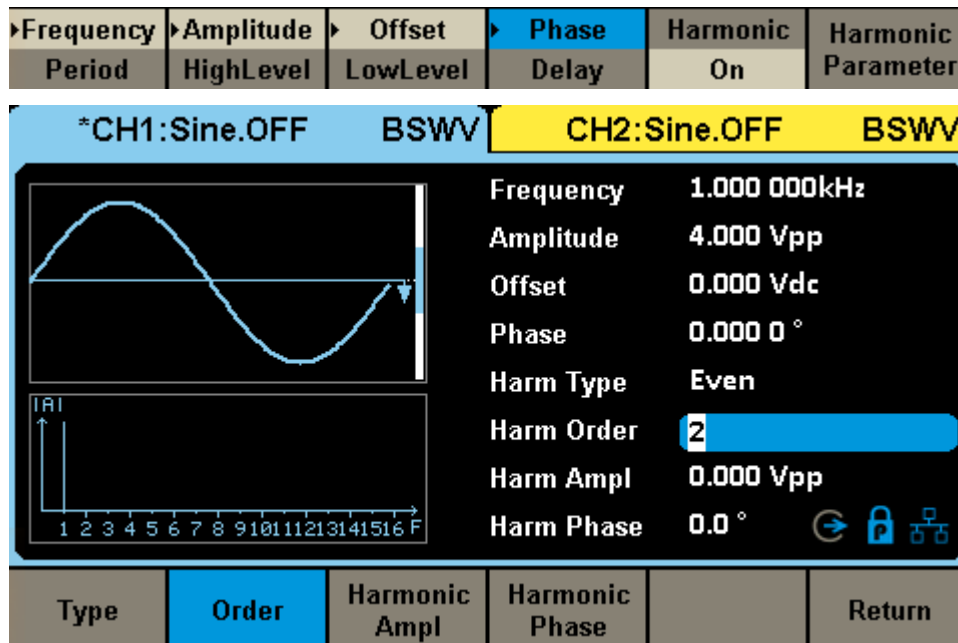 Frequency Amplitude Offset Phase Harmonic Harmonic Parameter
Period HighLevel LowLevel Delay On
*CH1:Sine.OFF BSWV CH2:Sine.OFF BSWV
Frequency 1.000 000kHz
Amplitude 4.000 Vpp
Offset 0.000 Vdc
Phase 0.000 0 °
Harm Type Even
|A|
Harm Order 2
Harm Ampl 0.000 Vpp
1 2 3 4 5 6 7 8 9 10 11 12 13 14 15 16 F
Harm Phase 0.0 °
P
Type Order Harmonic Ampl Harmonic Phase Return